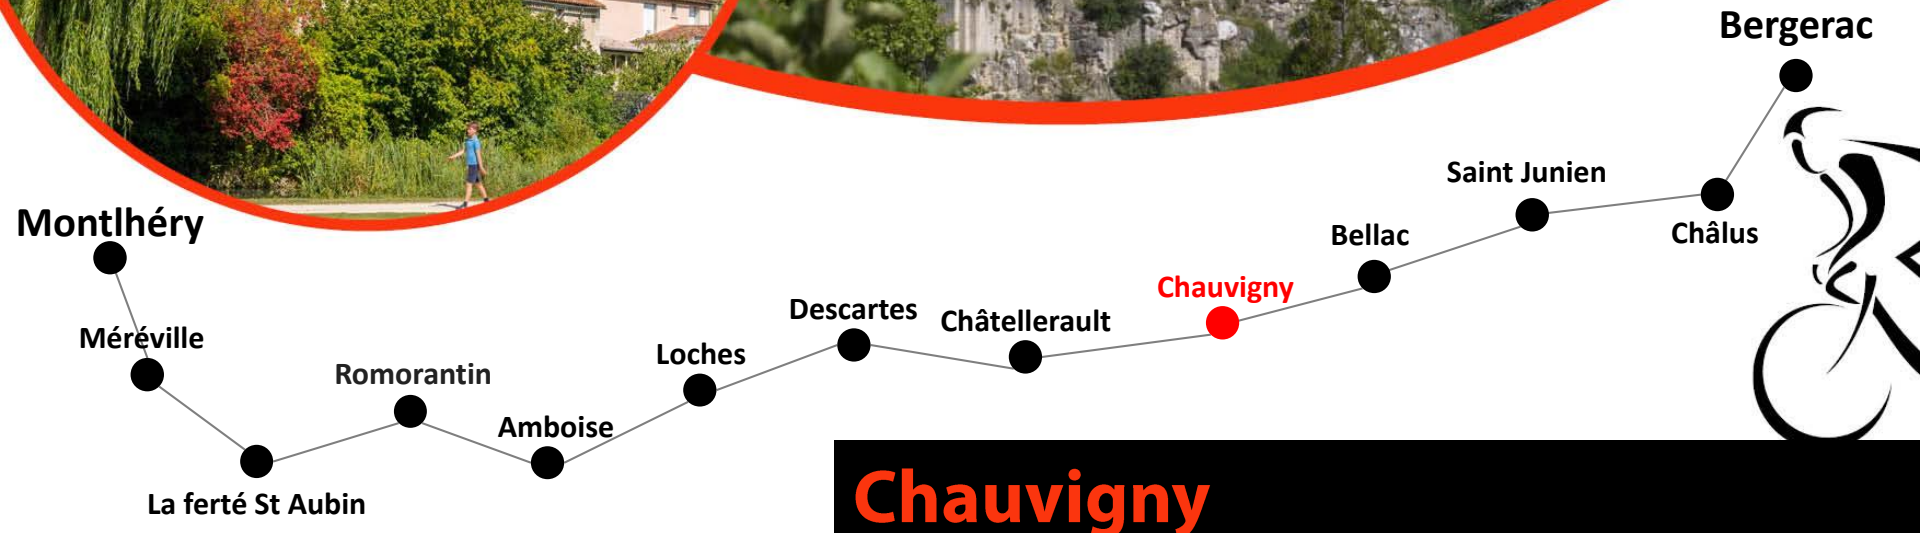 Montlhéry
Méréville
La ferté St Aubin
Romorantin
Amboise
Loches
Descartes
Châtellerault
Chauvigny
Bellac
Saint Junien
Châlus
Bergerac
Chauvigny